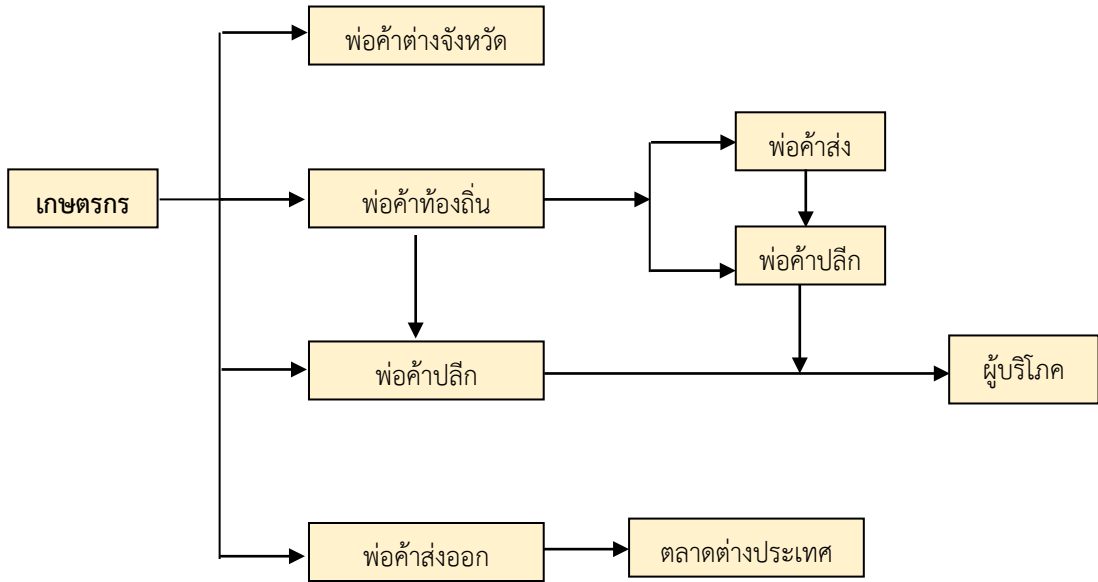 พ่อค้าต่างจังหวัด
พ่อค้าส่ง
เกษตรกร
พ่อค้าท้องถิ่น
พ่อค้าปลีก
พ่อค้าปลีก
ผู้บริโภค
พ่อค้าส่งออก
ตลาดต่างประเทศ